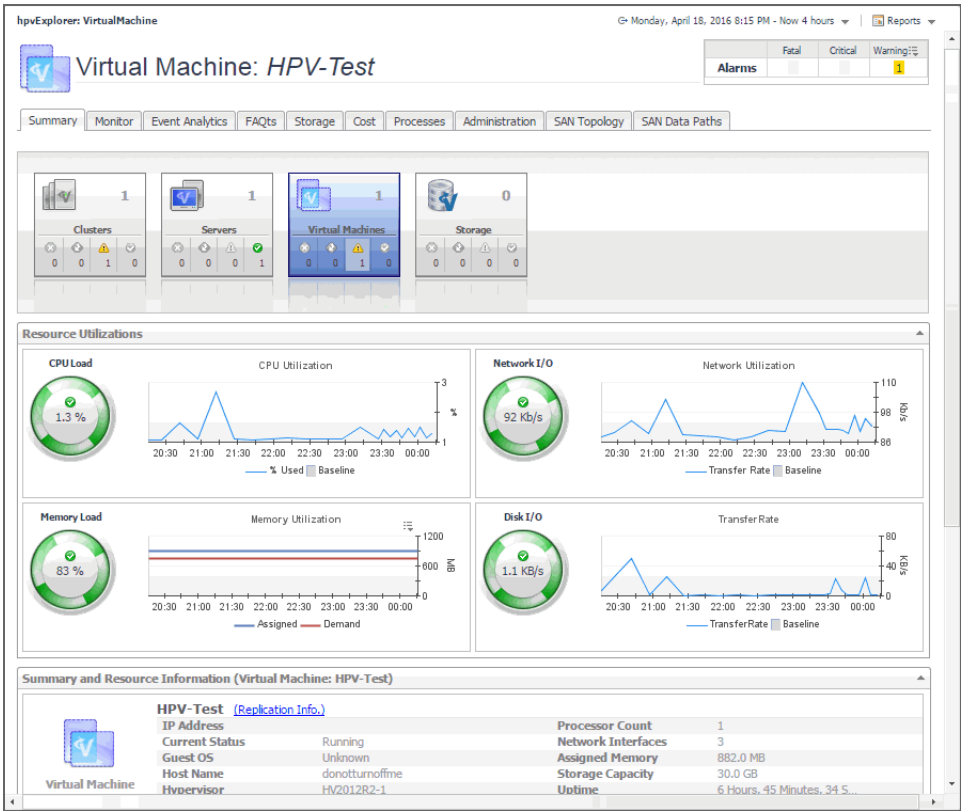 hpvExplorer: VirtualMachine
Monday, April 18, 2016 8:15 PM - Now 4 hours
Reports
Virtual Machine: HPV-Test
Fatal Critical Warning
Alarms 1
Summary Monitor Event Analytics FAQts Storage Cost Processes Administration SAN Topology SAN Data Paths
1 1 1 0
Clusters Servers Virtual Machines Storage
0 0 1 0 0 0 0 1 0 0 1 0 0 0 0 0
Resource Utilizations
CPU Load
1.3 %
CPU Utilization
3
%
1
20:30 21:00 21:30 22:00 22:30 23:00 23:30 00:00
% Used Baseline
Network I/O
92 Kb/s
Network Utilization
110
98
86
Kb/s
20:30 21:00 21:30 22:00 22:30 23:00 23:30 00:00
Transfer Rate Baseline
Memory Load
83 %
Memory Utilization
1200
600
0
MB
20:30 21:00 21:30 22:00 22:30 23:00 23:30 00:00
Assigned Demand
Disk I/O
1.1 KB/s
TransferRate
80
40
0
KB/s
20:30 21:00 21:30 22:00 22:30 23:00 23:30 00:00
TransferRate Baseline
Summary and Resource Information (Virtual Machine: HPV-Test)
Virtual Machine
HPV-Test (Replication Info.)
IP Address Processor Count 1
Current Status Running Network Interfaces 3
Guest OS Unknown Assigned Memory 882.0 MB
Host Name donotturnoffme Storage Capacity 30.0 GB
Hypervisor HV2012R2-1 Uptime 6 Hours, 45 Minutes, 34 S...